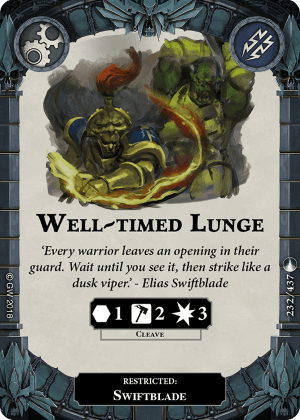 WELL-TIMED LUNGE
'Every warrior leaves an opening in their
guard. Wait until you see it, then strike like a
dusk viper.' - Elias Swiftblade
1 2 3
CLEAVE
© GW 2018
232/437
RESTRICTED:
SWIFTBLADE